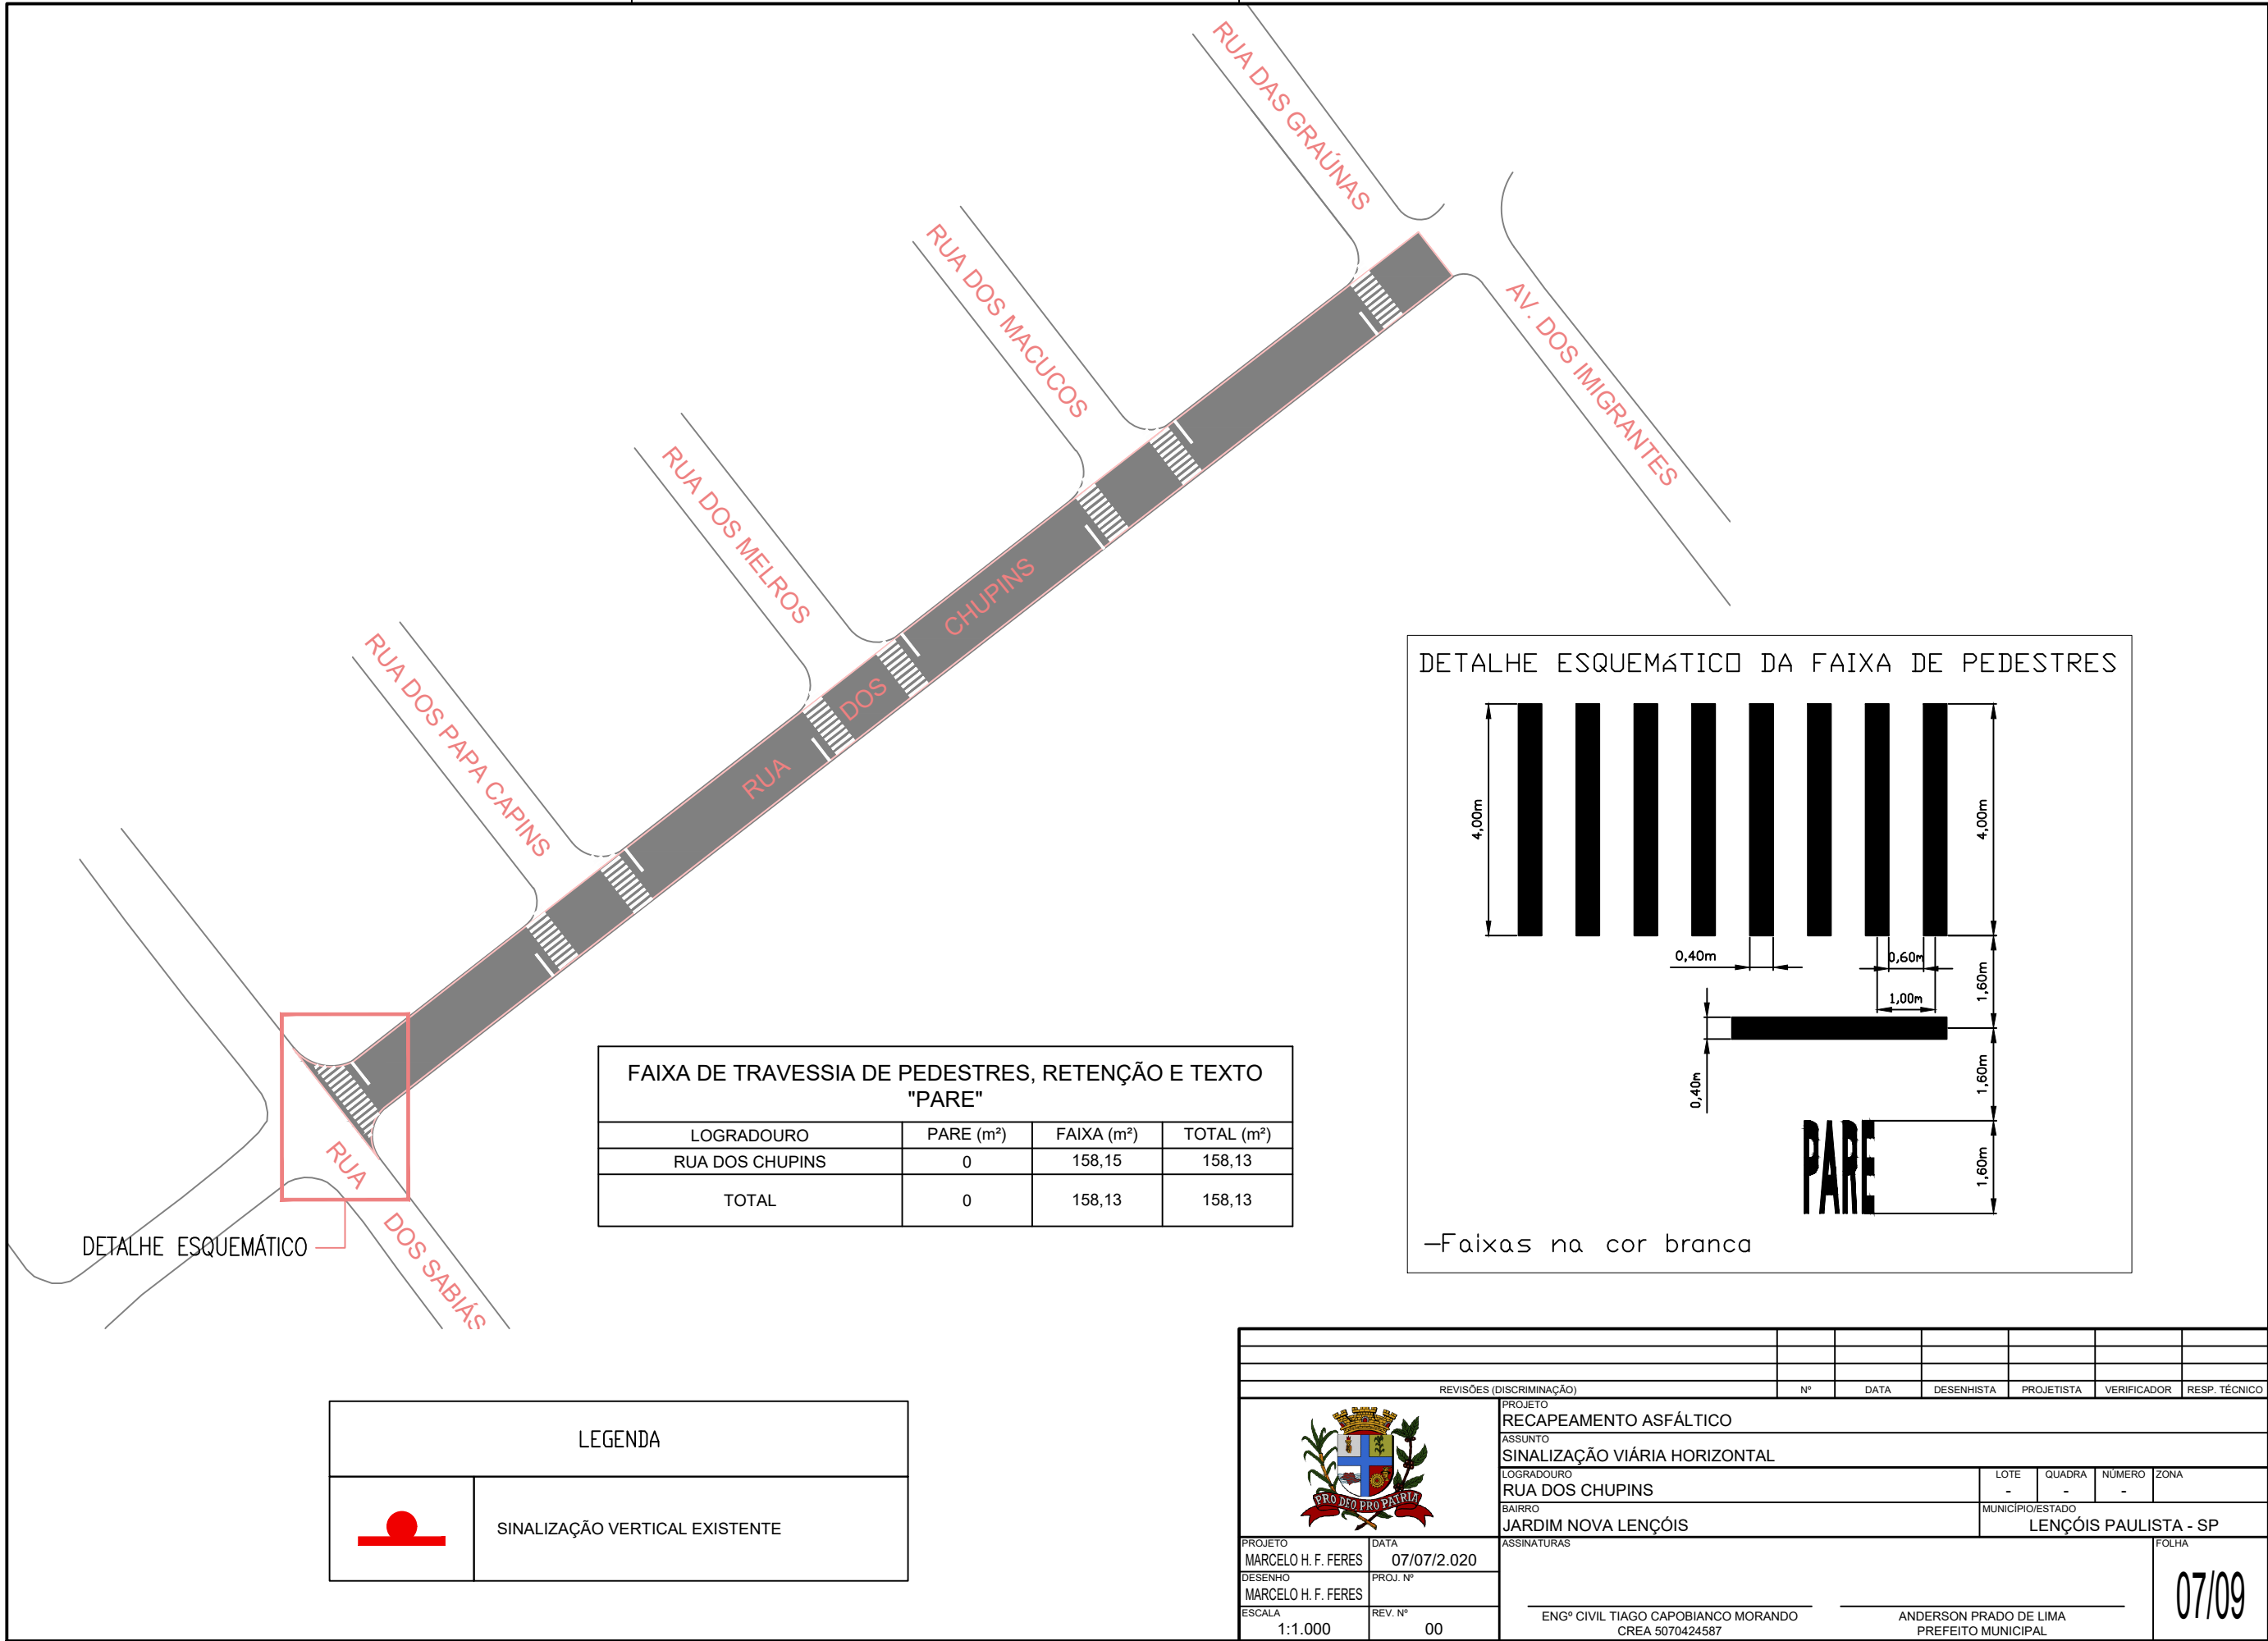 RUA DAS GRAÚNAS
RUA DOS MACUCOS
AV. DOS IMIGRANTES
RUA DOS MELROS
RUA DOS PAPA CAPINS
RUA DOS CHUPINS
RUA DOS SABIÁS
DETALHE ESQUEMÁTICO
DETALHE ESQUEMáTICO DA FAIXA DE PEDESTRES
4,00m
4,00m
0,40m
0,60m
1,00m
1,60m
0,40m
1,60m
PARE
1,60m
-Faixas na cor branca
FAIXA DE TRAVESSIA DE PEDESTRES, RETENÇÃO E TEXTO
"PARE"
LOGRADOURO PARE (m²) FAIXA (m²) TOTAL (m²)
RUA DOS CHUPINS 0 158,15 158,13
TOTAL 0 158,13 158,13
LEGENDA
SINALIZAÇÃO VERTICAL EXISTENTE
REVISÕES (DISCRIMINAÇÃO) Nº DATA DESENHISTA PROJETISTA VERIFICADOR RESP. TÉCNICO
PRO DEO PRO PATRIA
PROJETO
RECAPEAMENTO ASFÁLTICO
ASSUNTO
SINALIZAÇÃO VIÁRIA HORIZONTAL
LOGRADOURO
RUA DOS CHUPINS
LOTE QUADRA NÚMERO ZONA
- - -
BAIRRO
JARDIM NOVA LENÇÓIS
MUNICÍPIO/ESTADO
LENÇÓIS PAULISTA - SP
PROJETO
MARCELO H. F. FERES
DATA
07/07/2.020
DESENHO
MARCELO H. F. FERES
PROJ. Nº
ESCALA
1:1.000
REV. Nº
00
ASSINATURAS
ENGº CIVIL TIAGO CAPOBIANCO MORANDO
CREA 5070424587
ANDERSON PRADO DE LIMA
PREFEITO MUNICIPAL
FOLHA
07/09